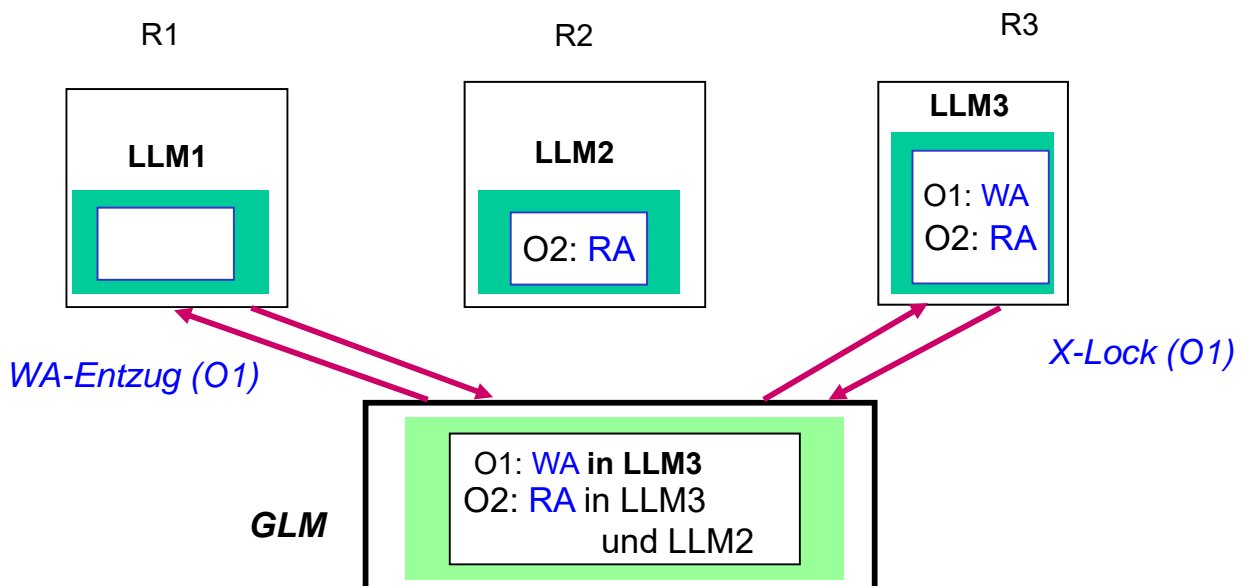 R1
R2
R3
LLM1
LLM2
LLM3
O2: RA
O1: WA
O2: RA
WA-Entzug (O1)
X-Lock (O1)
GLM
O1: WA in LLM3
O2: RA in LLM3
und LLM2